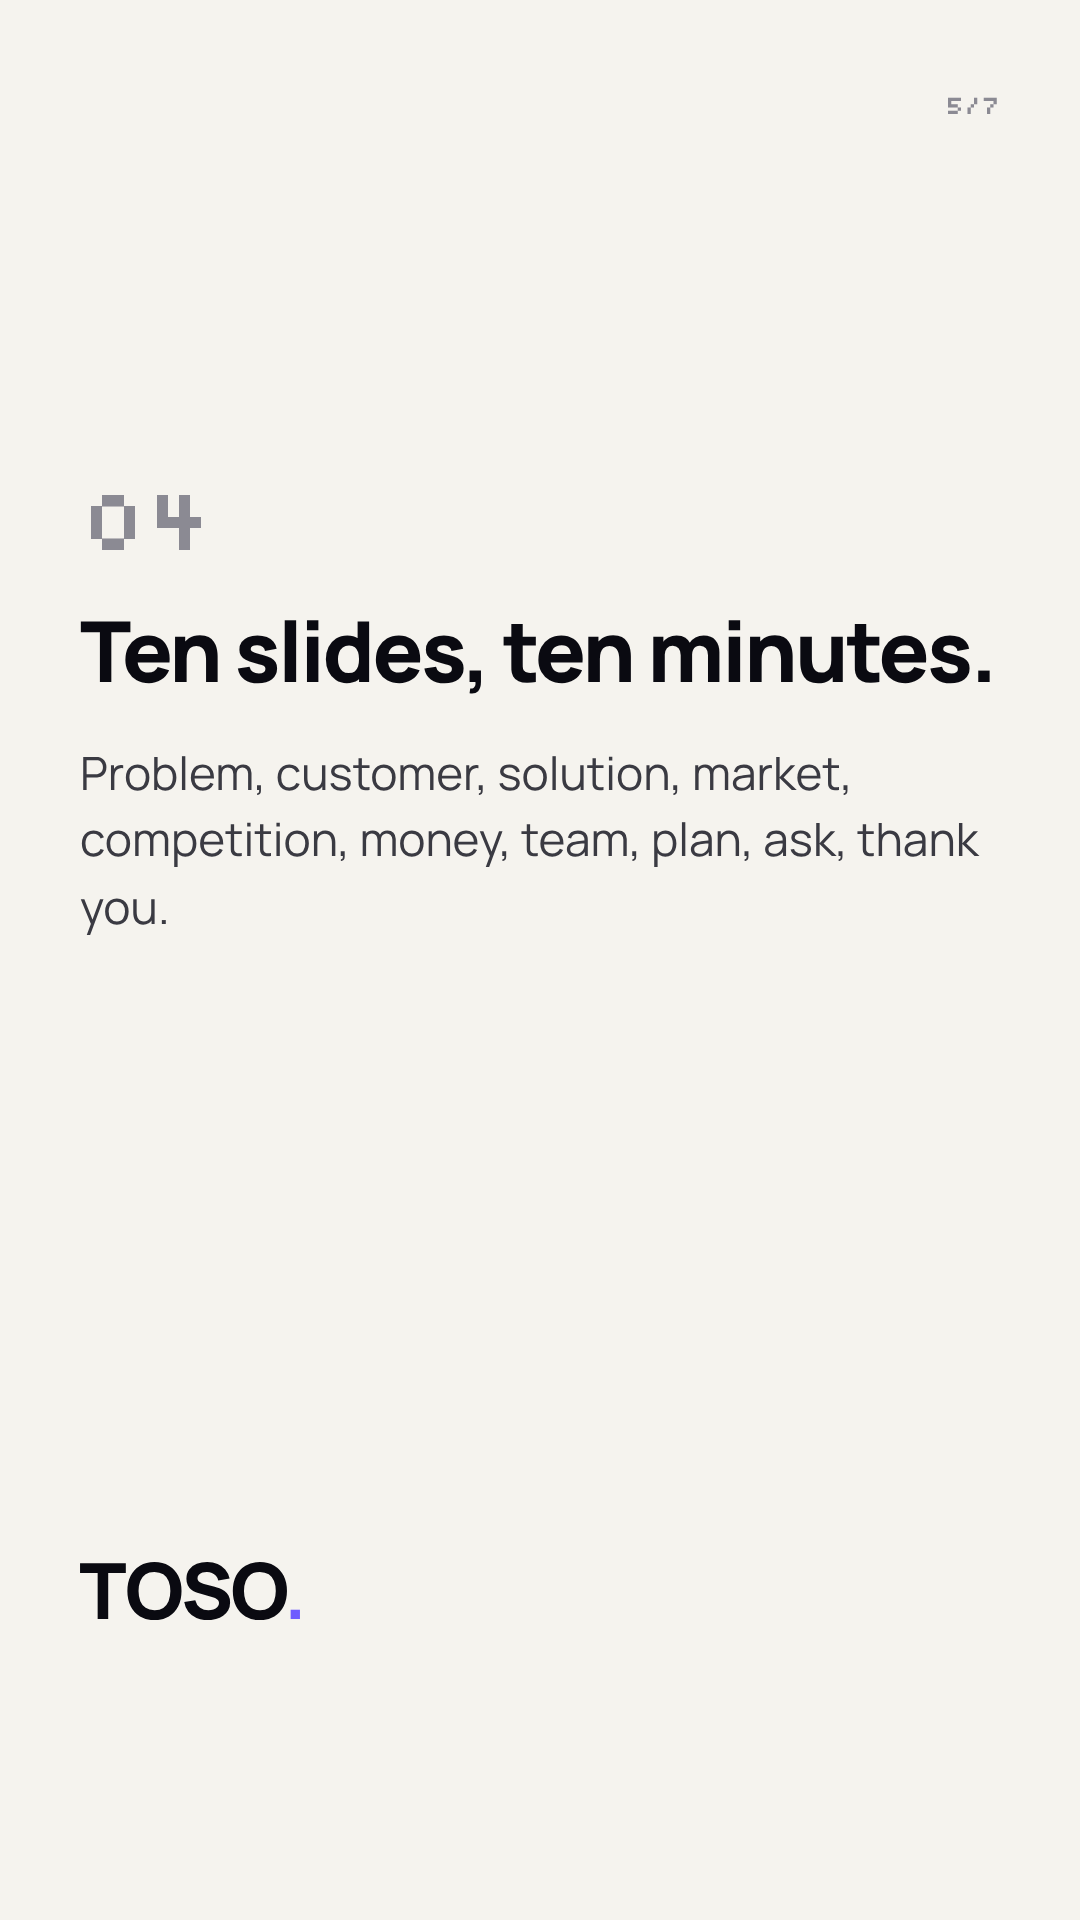 5/7
04
Ten slides, ten minutes.
Problem, customer, solution, market,
competition, money, team, plan, ask, thank
you.
TOSO.